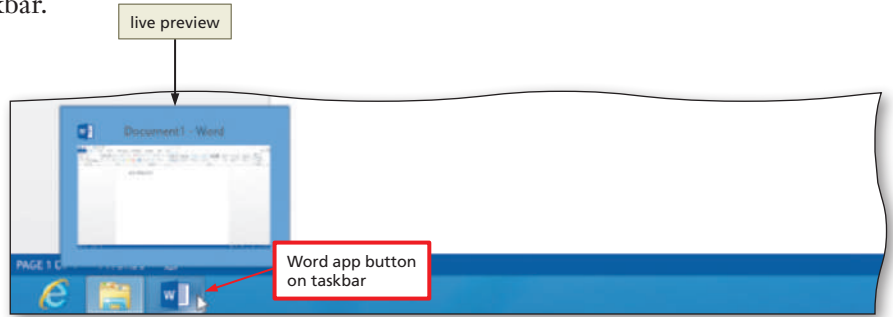 kbar.
live preview
Document1 - Word
Word app button
on taskbar
PAGE 1